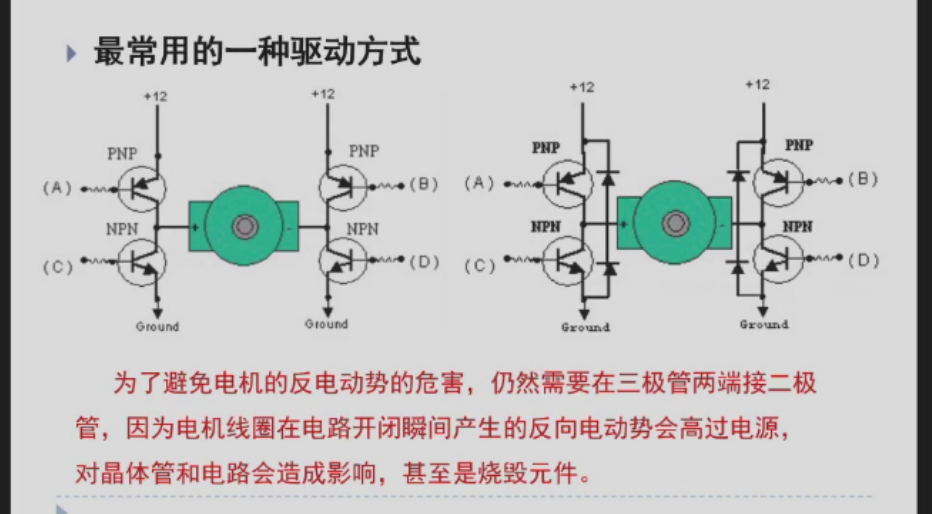 最常用的一种驱动方式
+12 +12 +12 +12
PNP PNP PNP PNP
(A) (B) (A) (B)
+ - + -
NPN NPN NPN NPN
(C) (D) (C) (D)
Ground Ground Ground Ground
为了避免电机的反电动势的危害，仍然需要在三极管两端接二极
管，因为电机线圈在电路开闭瞬间产生的反向电动势会高过电源，
对晶体管和电路会造成影响，甚至是烧毁元件。